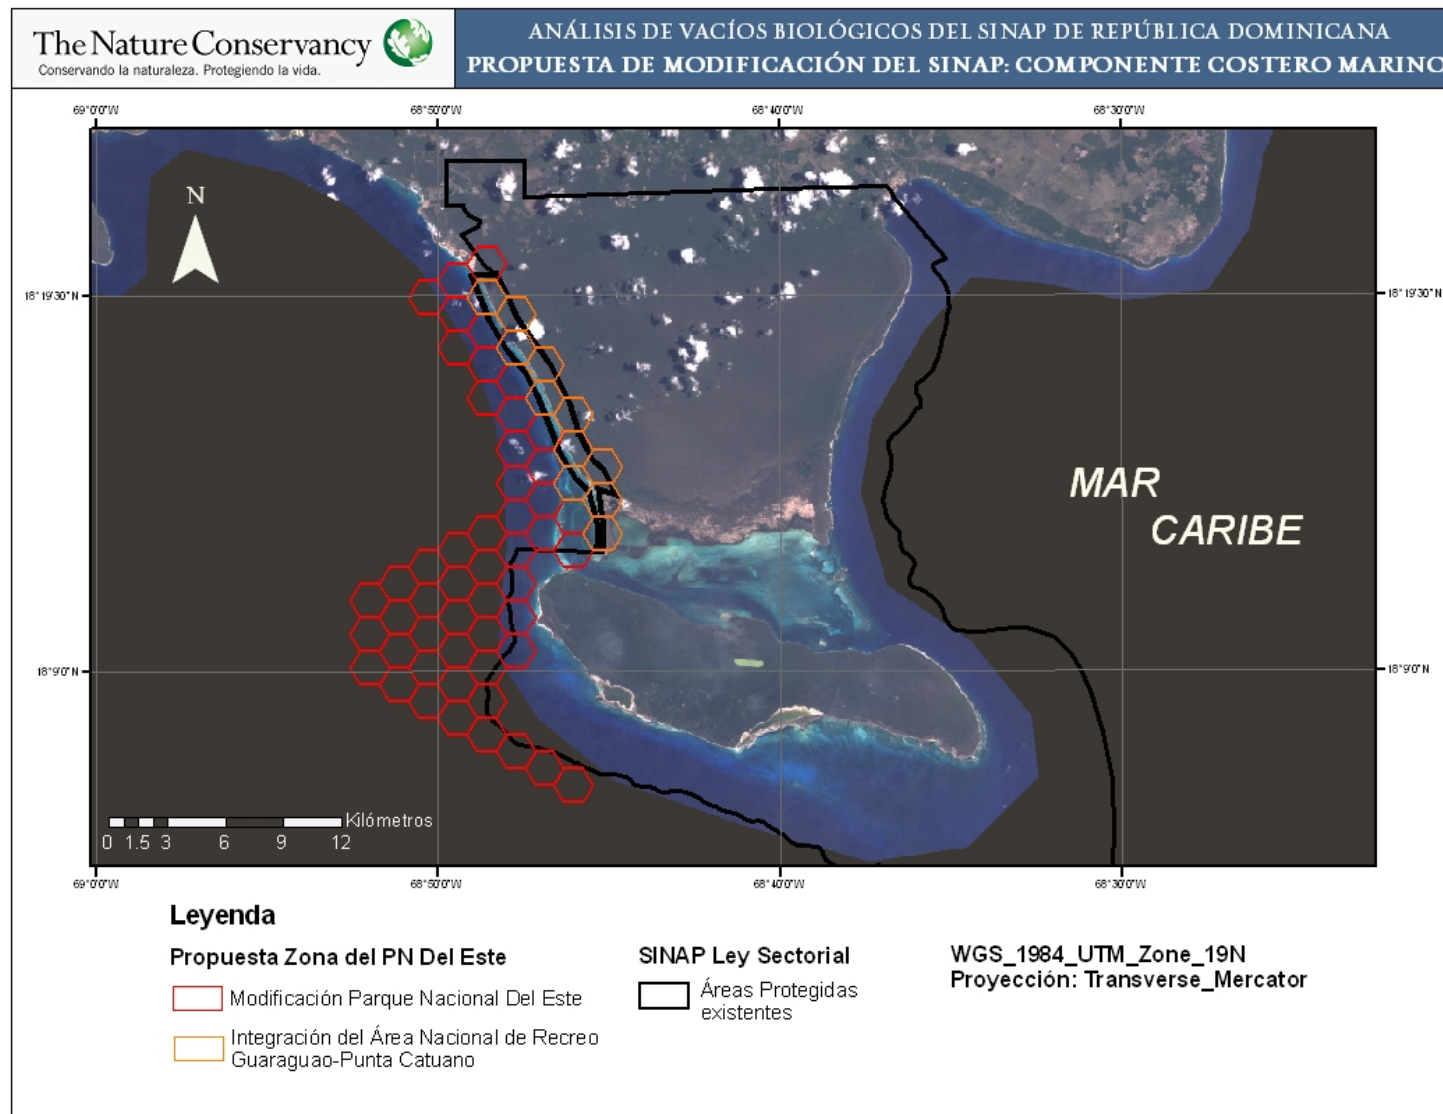 The Nature Conservancy
Conservando la naturaleza. Protegiendo la vida.
ANÁLISIS DE VACÍOS BIOLÓGICOS DEL SINAP DE REPÚBLICA DOMINICANA
PROPUESTA DE MODIFICACIÓN DEL SINAP: COMPONENTE COSTERO MARINO
69°0'0"W 68°50'0"W 68°40'0"W 68°30'0"W
N
18°19'30"N 18°19'30"N
MAR
CARIBE
18°9'0"N 18°9'0"N
Kilómetros
0 1.5 3 6 9 12
69°0'0"W 68°50'0"W 68°40'0"W 68°30'0"W
Leyenda
Propuesta Zona del PN Del Este
Modificación Parque Nacional Del Este
Integración del Área Nacional de Recreo
Guaraguao-Punta Catuano
SINAP Ley Sectorial
Áreas Protegidas
existentes
WGS_1984_UTM_Zone_19N
Proyección: Transverse_Mercator